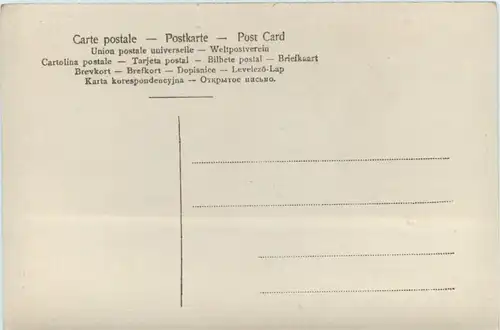 Carte postale — Postkarte — Post Card
Union postale universelle — Weltpostverein
Cartolina postale — Tarjeta postal — Bilhete postal — Briefkaart
Brevkort — Brefkort — Dopisnice — Levelező-Lap
Karta korespondencyjna — Открытое письмо.